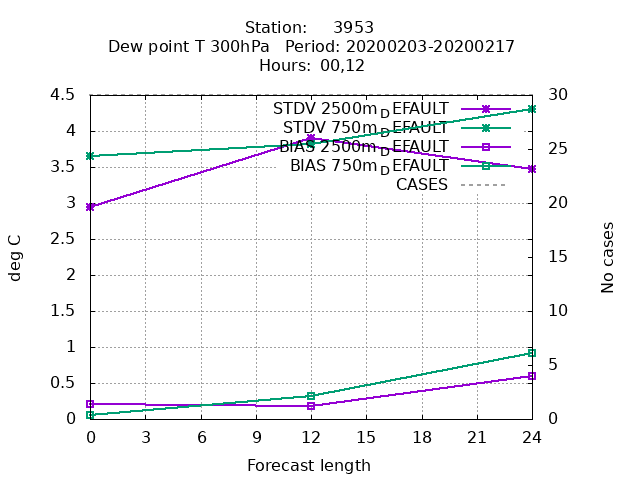 Station: 3953
Dew point T 300hPa Period: 20200203-20200217
Hours: 00,12
4.5
4
3.5
3
2.5
2
1.5
1
0.5
0
deg C
STDV 2500m_DEFAULT
STDV 750m_DEFAULT
BIAS 2500m_DEFAULT
BIAS 750m_DEFAULT
CASES
30
25
20
15
10
5
0
No cases
0 3 6 9 12 15 18 21 24
Forecast length